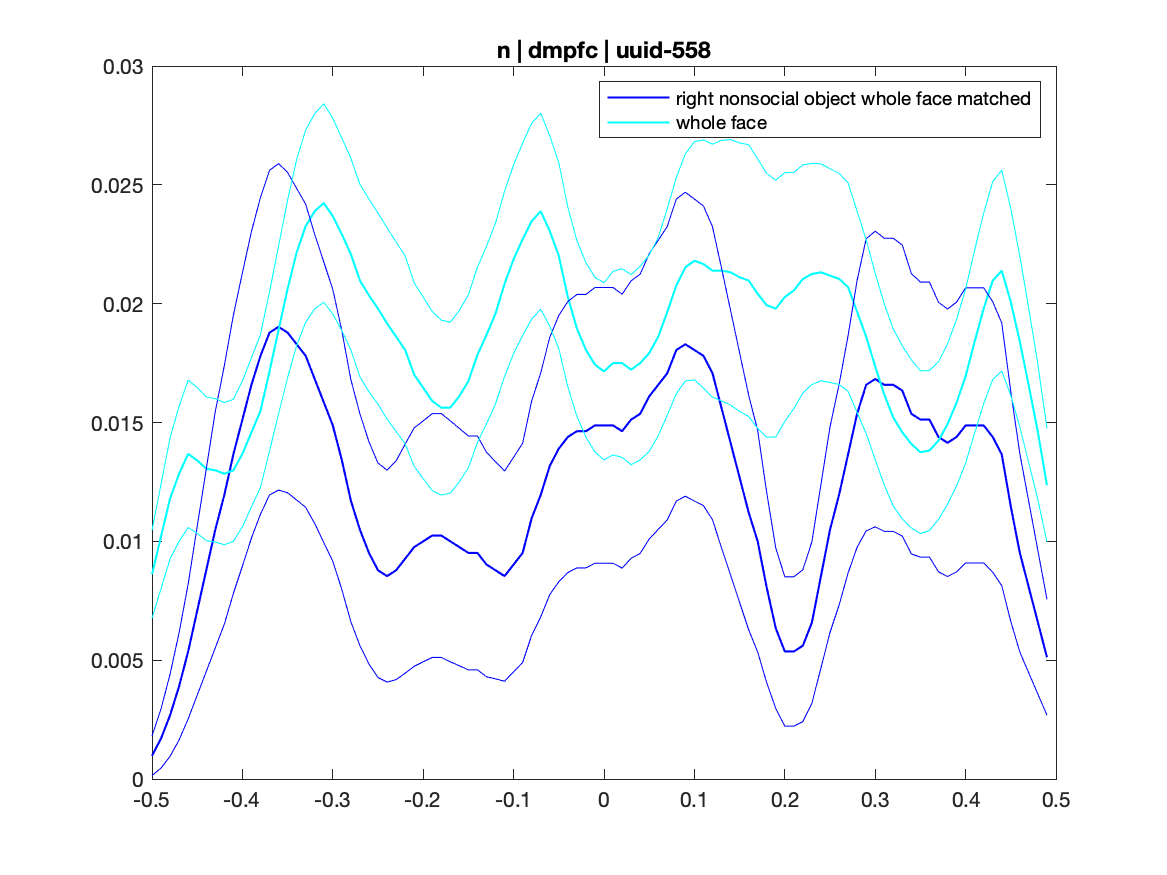 n | dmpfc | uuid-558
right nonsocial object whole face matched
whole face
0.03
0.025
0.02
0.015
0.01
0.005
0
-0.5 -0.4 -0.3 -0.2 -0.1 0 0.1 0.2 0.3 0.4 0.5